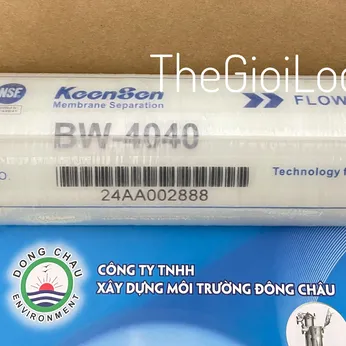 TheGioiLoc
NSF
KeenSen
Membrane Separation
FLOW
BW-4040
O.
Technology f
24AA002888
DONG CHAU
ENVIRONMENT
CÔNG TY TNHH
XÂY DỰNG MÔI TRƯỜNG ĐÔNG CHÂU